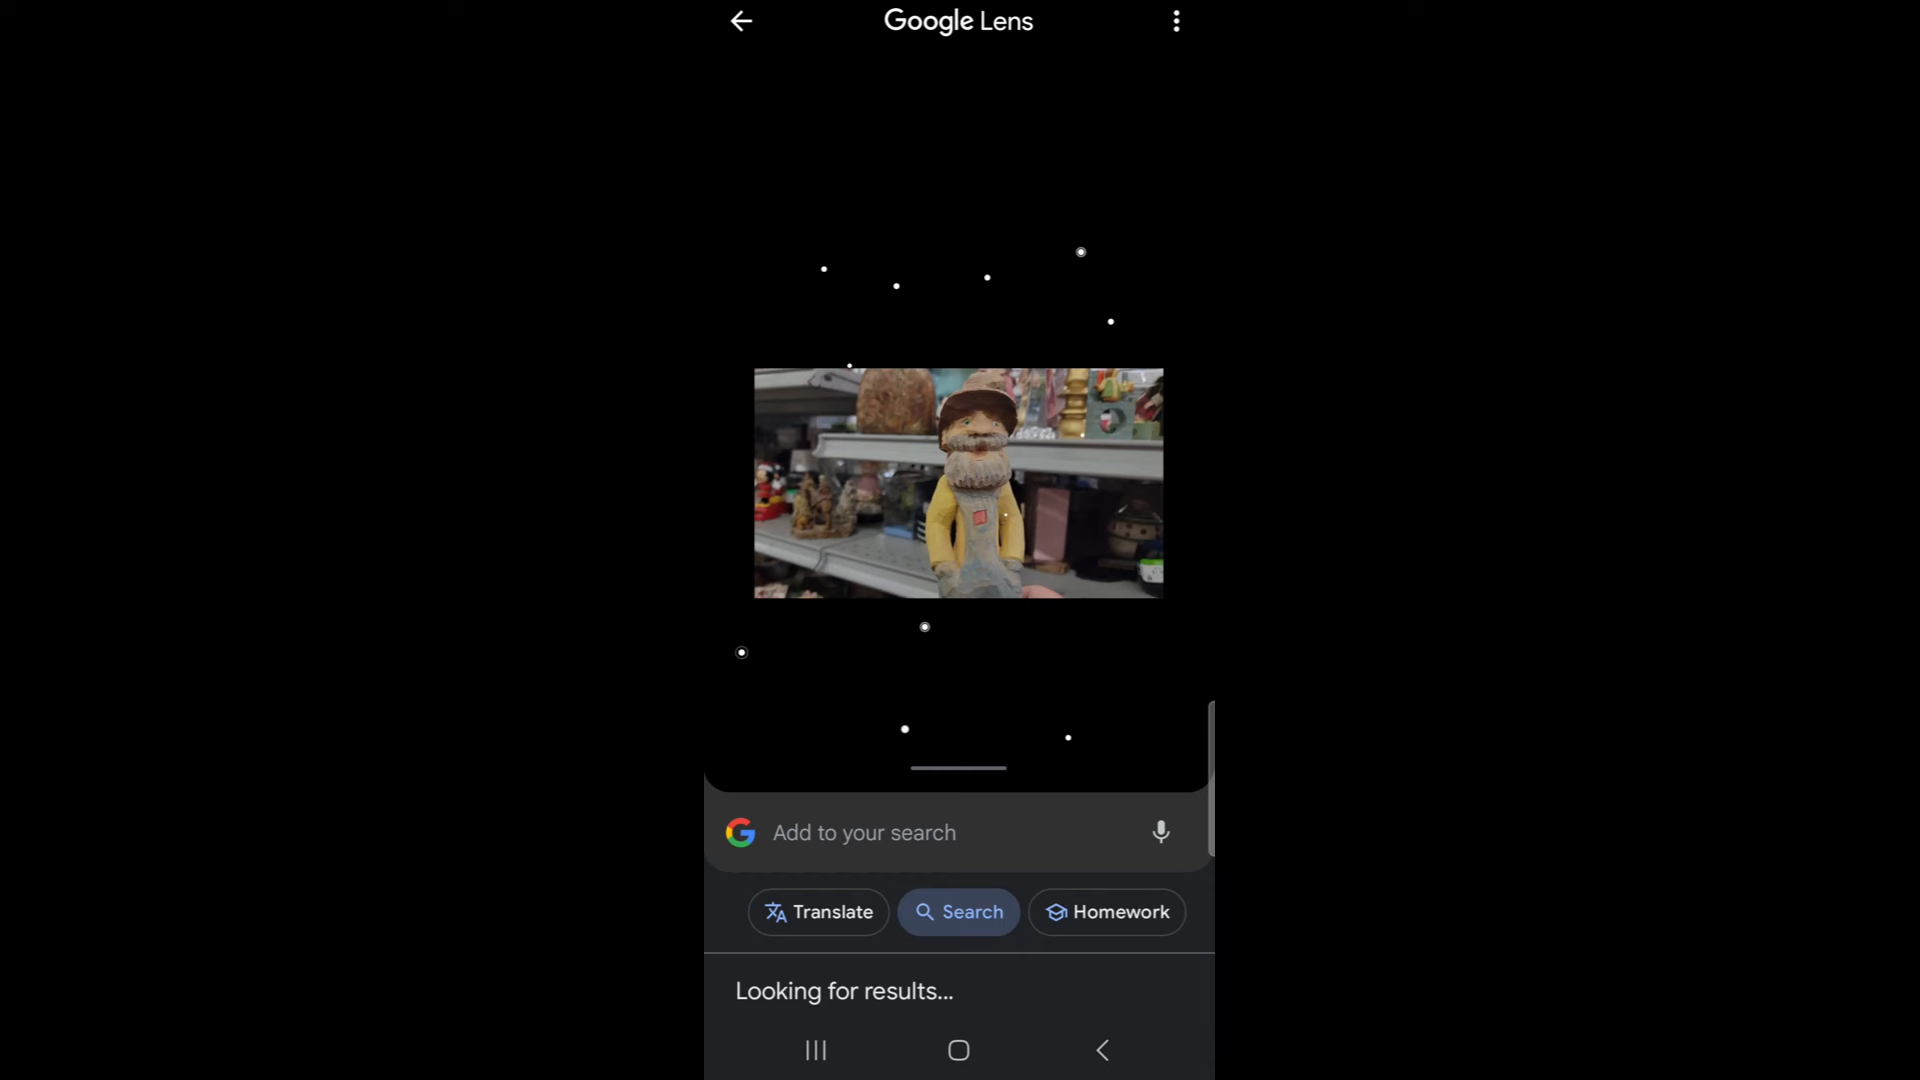 Google Lens
Add to your search
Translate
Search
Homework
Looking for results...